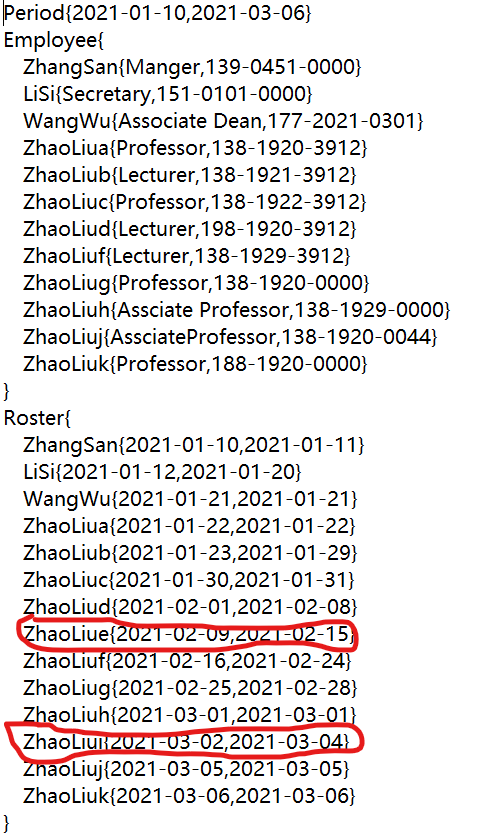 Period{2021-01-10,2021-03-06}
Employee{
ZhangSan{Manger,139-0451-0000}
LiSi{Secretary,151-0101-0000}
WangWu{Associate Dean,177-2021-0301}
ZhaoLiua{Professor,138-1920-3912}
ZhaoLiub{Lecturer,138-1921-3912}
ZhaoLiuc{Professor,138-1922-3912}
ZhaoLiud{Lecturer,198-1920-3912}
ZhaoLiuf{Lecturer,138-1929-3912}
ZhaoLiug{Professor,138-1920-0000}
ZhaoLiuh{Assciate Professor,138-1929-0000}
ZhaoLiuj{AssciateProfessor,138-1920-0044}
ZhaoLiuk{Professor,188-1920-0000}
}
Roster{
ZhangSan{2021-01-10,2021-01-11}
LiSi{2021-01-12,2021-01-20}
WangWu{2021-01-21,2021-01-21}
ZhaoLiua{2021-01-22,2021-01-22}
ZhaoLiub{2021-01-23,2021-01-29}
ZhaoLiuc{2021-01-30,2021-01-31}
ZhaoLiud{2021-02-01,2021-02-08}
ZhaoLiue{2021-02-09,2021-02-15}
ZhaoLiuf{2021-02-16,2021-02-24}
ZhaoLiug{2021-02-25,2021-02-28}
ZhaoLiuh{2021-03-01,2021-03-01}
ZhaoLiui{2021-03-02,2021-03-04}
ZhaoLiuj{2021-03-05,2021-03-05}
ZhaoLiuk{2021-03-06,2021-03-06}
}